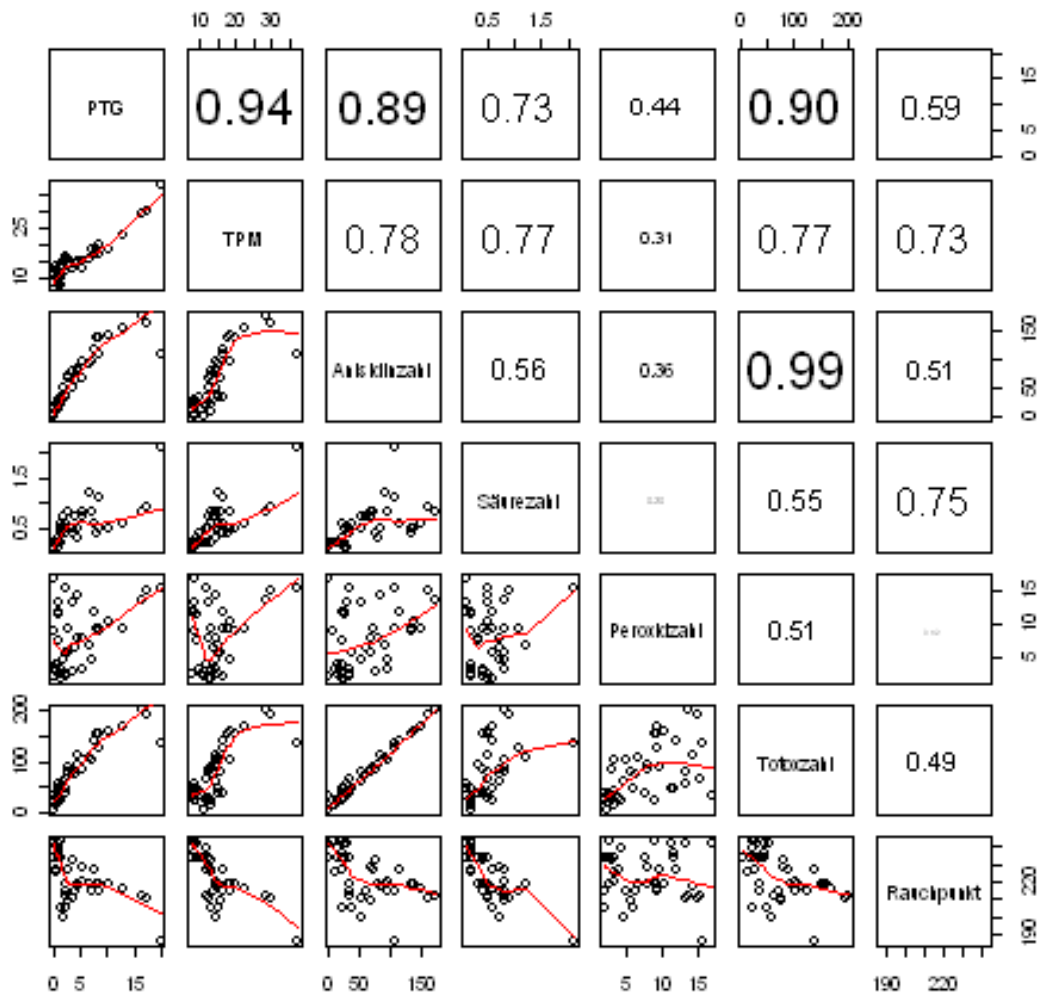 10 20 30 0.5 1.5 0 100 200
PTG 0.94 0.89 0.73 0.44 0.90 0.59 0 5 10 15
10 25 TPM 0.78 0.77 0.31 0.77 0.73
Anisidinzahl 0.56 0.36 0.99 0.51 0 50 150
0.5 1.5 Säurezahl 0.55 0.75
Peroxidzahl 0.51 5 10 15
0 100 200 Totoxzahl 0.49
Rauchpunkt 190 220
0 5 15 0 50 150 5 10 15 190 220